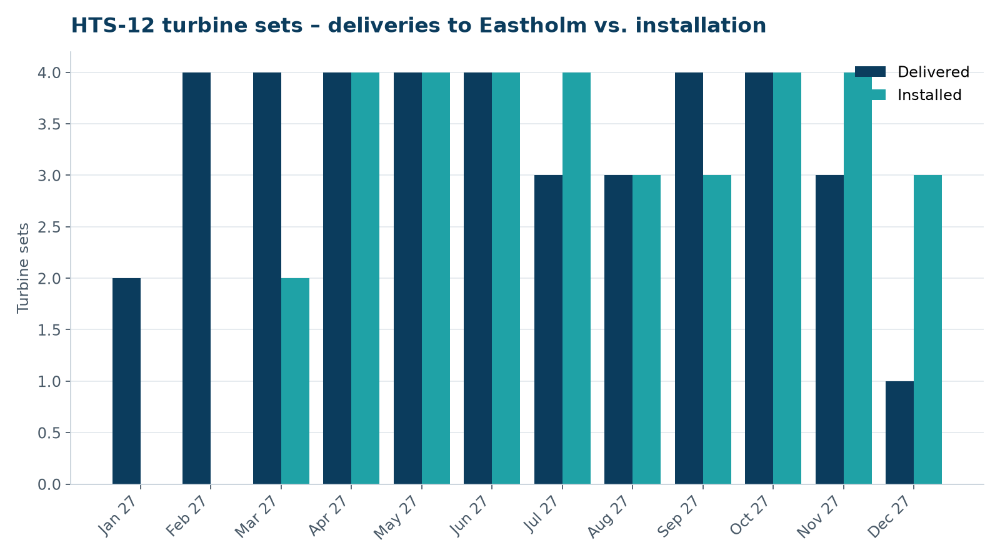 HTS-12 turbine sets – deliveries to Eastholm vs. installation
Delivered
Installed
Turbine sets
4.0
3.5
3.0
2.5
2.0
1.5
1.0
0.5
0.0
Jan 27
Feb 27
Mar 27
Apr 27
May 27
Jun 27
Jul 27
Aug 27
Sep 27
Oct 27
Nov 27
Dec 27